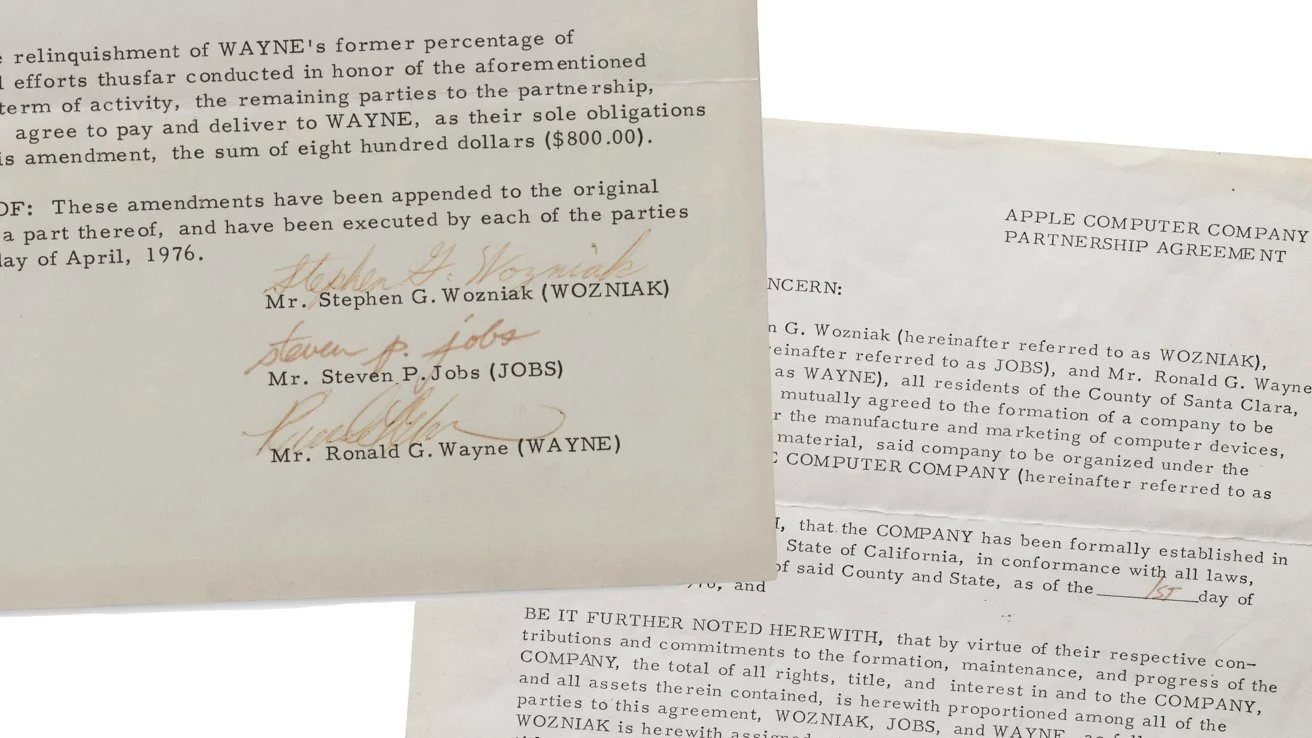 relinquishment of WAYNE's former percentage of
efforts thusfar conducted in honor of the aforementioned
term of activity, the remaining parties to the partnership,
agree to pay and deliver to WAYNE, as their sole obligations
is amendment, the sum of eight hundred dollars ($800.00).
OF: These amendments have been appended to the original
a part thereof, and have been executed by each of the parties
day of April, 1976.
Stephen G. Wozniak
Mr. Stephen G. Wozniak (WOZNIAK)
steven p. jobs
Mr. Steven P. Jobs (JOBS)
Mr. Ronald G. Wayne (WAYNE)
APPLE COMPUTER COMPANY
PARTNERSHIP AGREEMENT
NCERN:
n G. Wozniak (hereinafter referred to as WOZNIAK),
einafter referred to as JOBS), and Mr. Ronald G. Wayne
as WAYNE), all residents of the County of Santa Clara,
mutually agreed to the formation of a company to be
r the manufacture and marketing of computer devices,
material, said company to be organized under the
COMPUTER COMPANY (hereinafter referred to as
, that the COMPANY has been formally established in
State of California, in conformance with all laws,
of said County and State, as of the 1ST day of
and
BE IT FURTHER NOTED HEREWITH, that by virtue of their respective con-
tributions and commitments to the formation, maintenance, and progress of the
COMPANY, the total of all rights, title, and interest in and to the COMPANY,
and all assets therein contained, is herewith proportioned among all of the
parties to this agreement, WOZNIAK, JOBS, and WAYNE, as
WOZNIAK is herewith